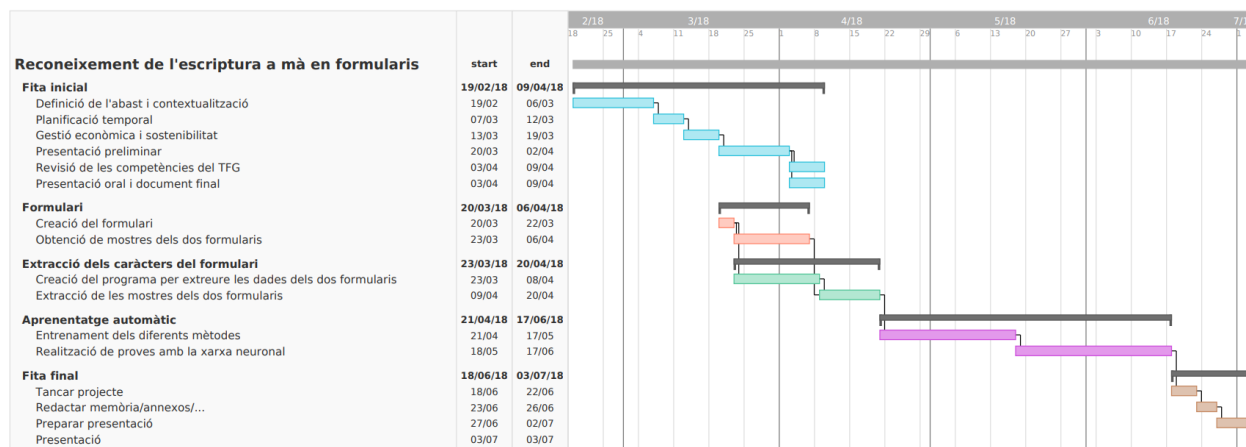 2/18 3/18 4/18 5/18 6/18 7/1
18 25 4 11 18 25 1 8 15 22 29 6 13 20 27 3 10 17 24 1
Reconeixement de l'escriptura a mà en formularis start end
Fita inicial 19/02/18 09/04/18
Definició de l'abast i contextualització 19/02 06/03
Planificació temporal 07/03 12/03
Gestió econòmica i sostenibilitat 13/03 19/03
Presentació preliminar 20/03 02/04
Revisió de les competències del TFG 03/04 09/04
Presentació oral i document final 03/04 09/04
Formulari 20/03/18 06/04/18
Creació del formulari 20/03 22/03
Obtenció de mostres dels dos formularis 23/03 06/04
Extracció dels caràcters del formulari 23/03/18 20/04/18
Creació del programa per extreure les dades dels dos formularis 23/03 08/04
Extracció de les mostres dels dos formularis 09/04 20/04
Aprenentatge automàtic 21/04/18 17/06/18
Entrenament dels diferents mètodes 21/04 17/05
Realització de proves amb la xarxa neuronal 18/05 17/06
Fita final 18/06/18 03/07/18
Tancar projecte 18/06 22/06
Redactar memòria/annexos/... 23/06 26/06
Preparar presentació 27/06 02/07
Presentació 03/07 03/07